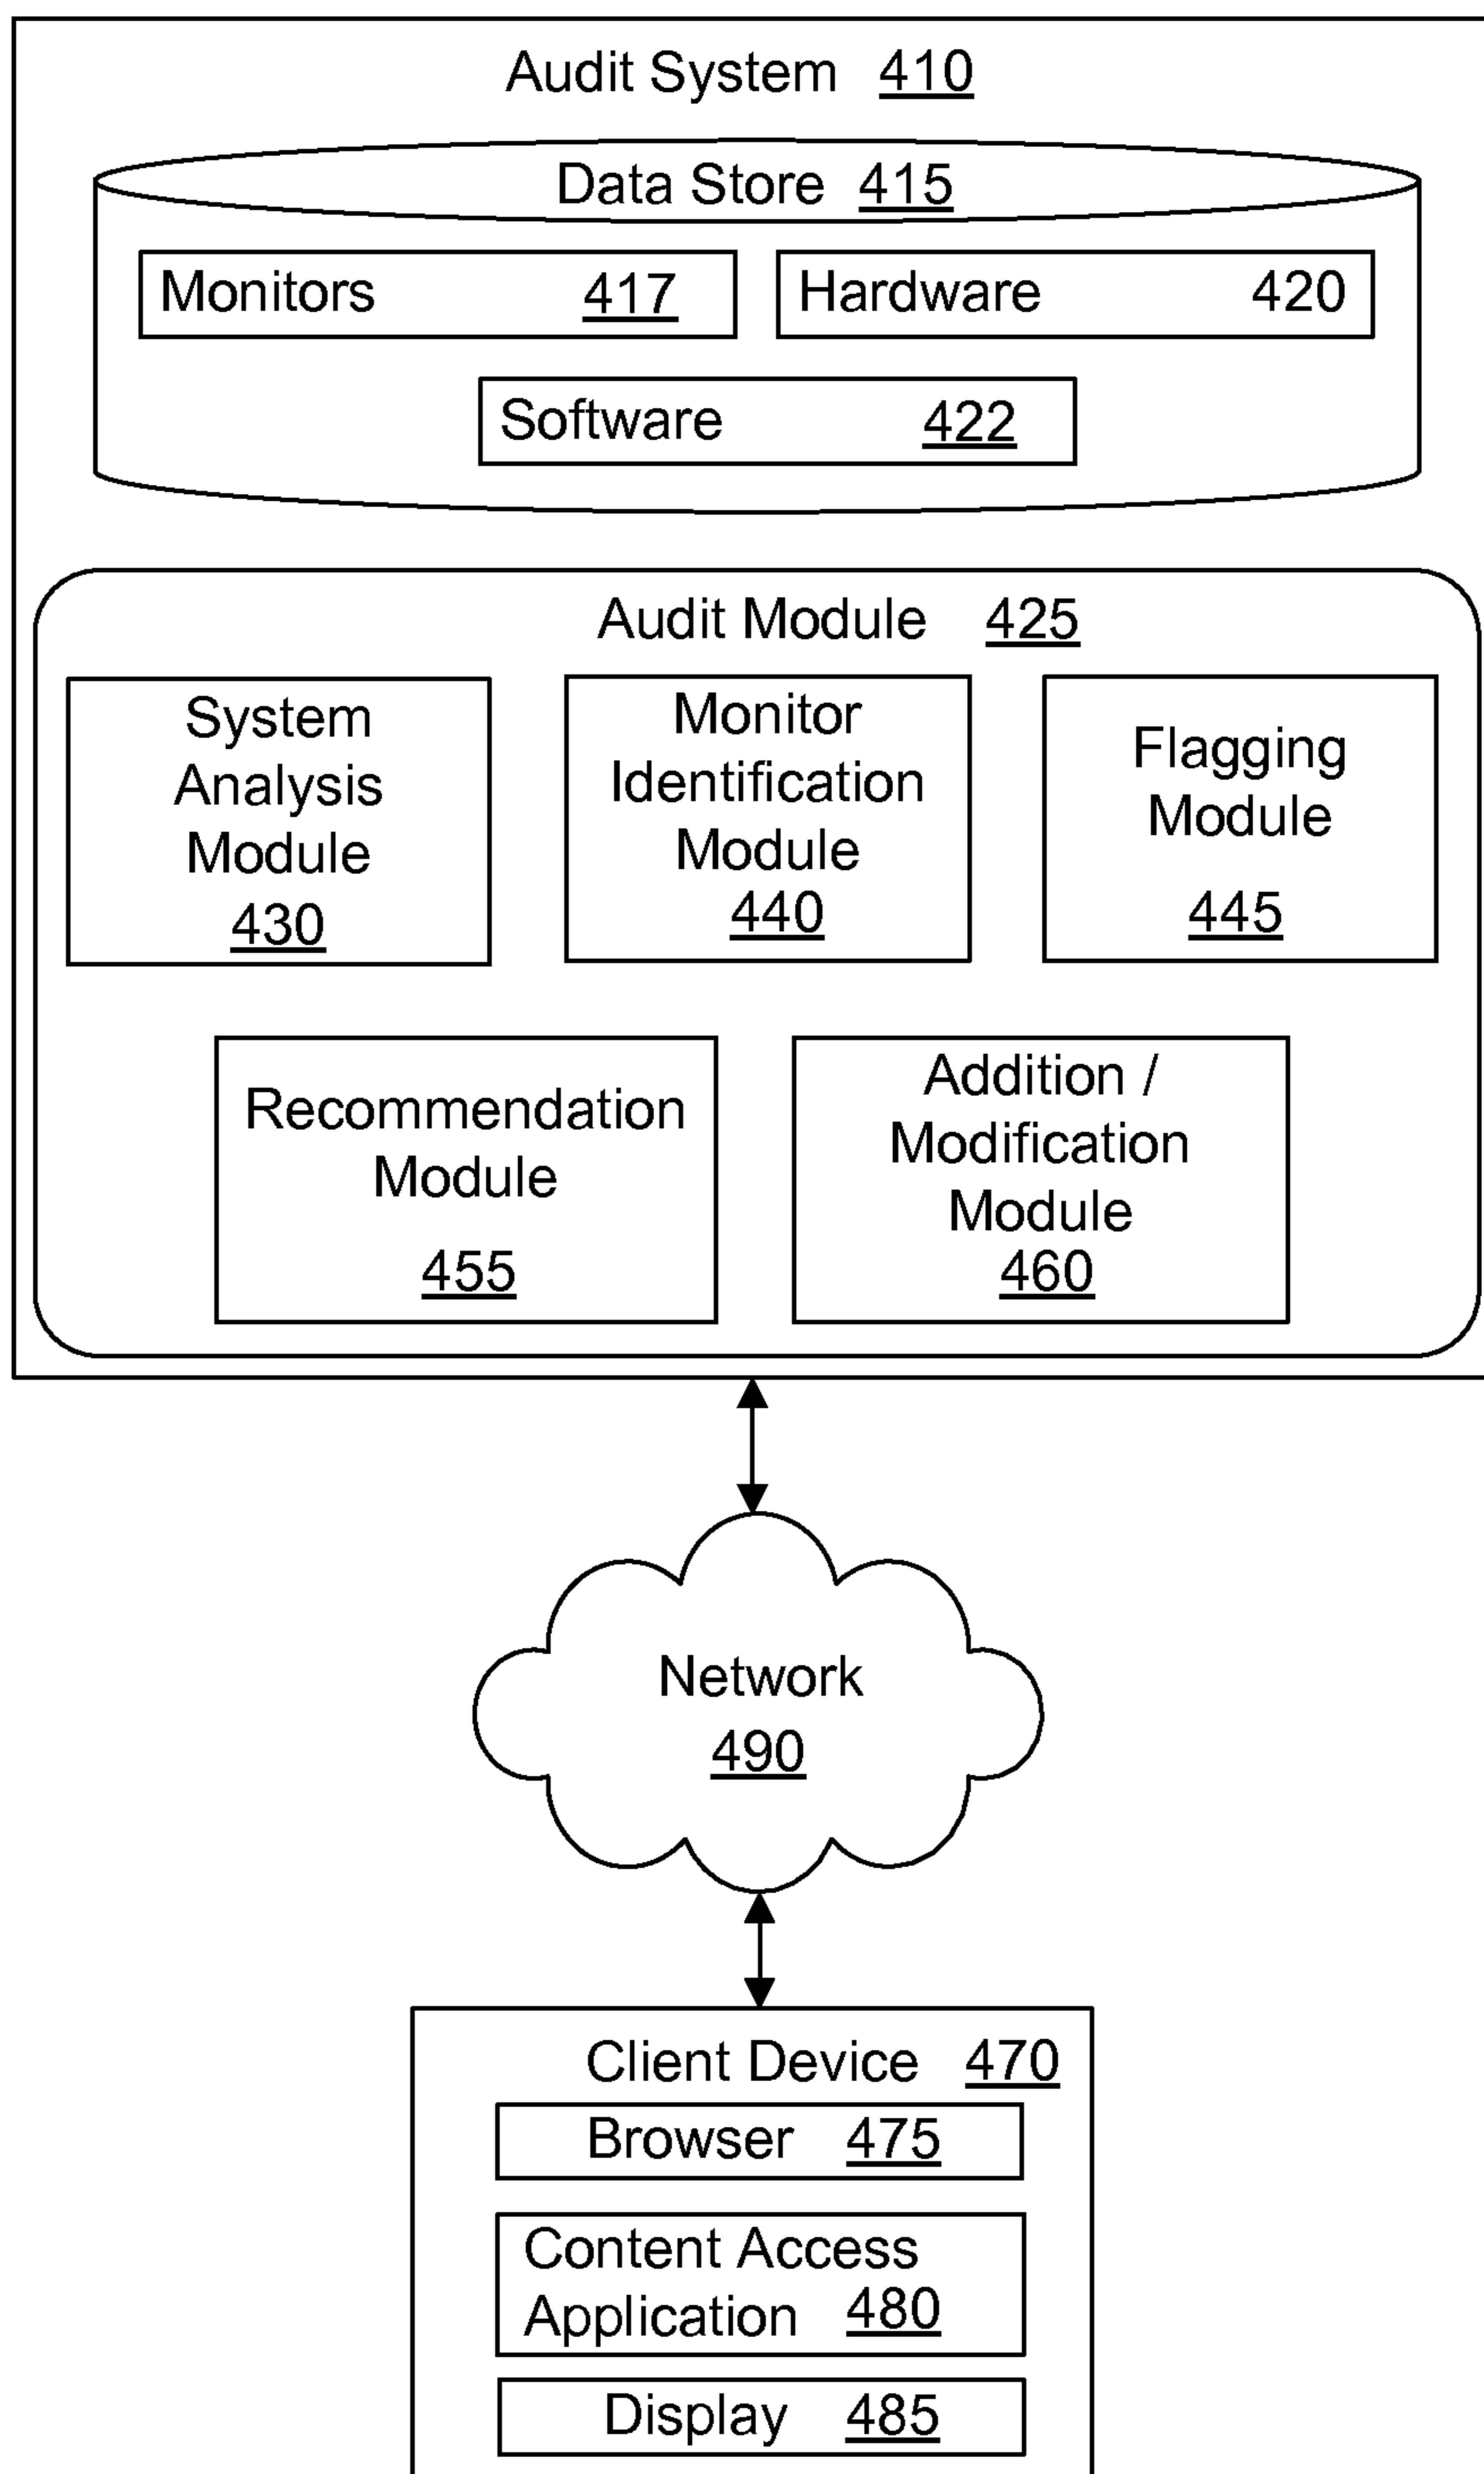 Audit System 410
Data Store 415
Monitors 417
Hardware 420
Software 422
Audit Module 425
System
Analysis
Module
430
Monitor
Identification
Module
440
Flagging
Module
445
Recommendation
Module
455
Addition /
Modification
Module
460
Network
490
Client Device 470
Browser 475
Content Access
Application 480
Display 485